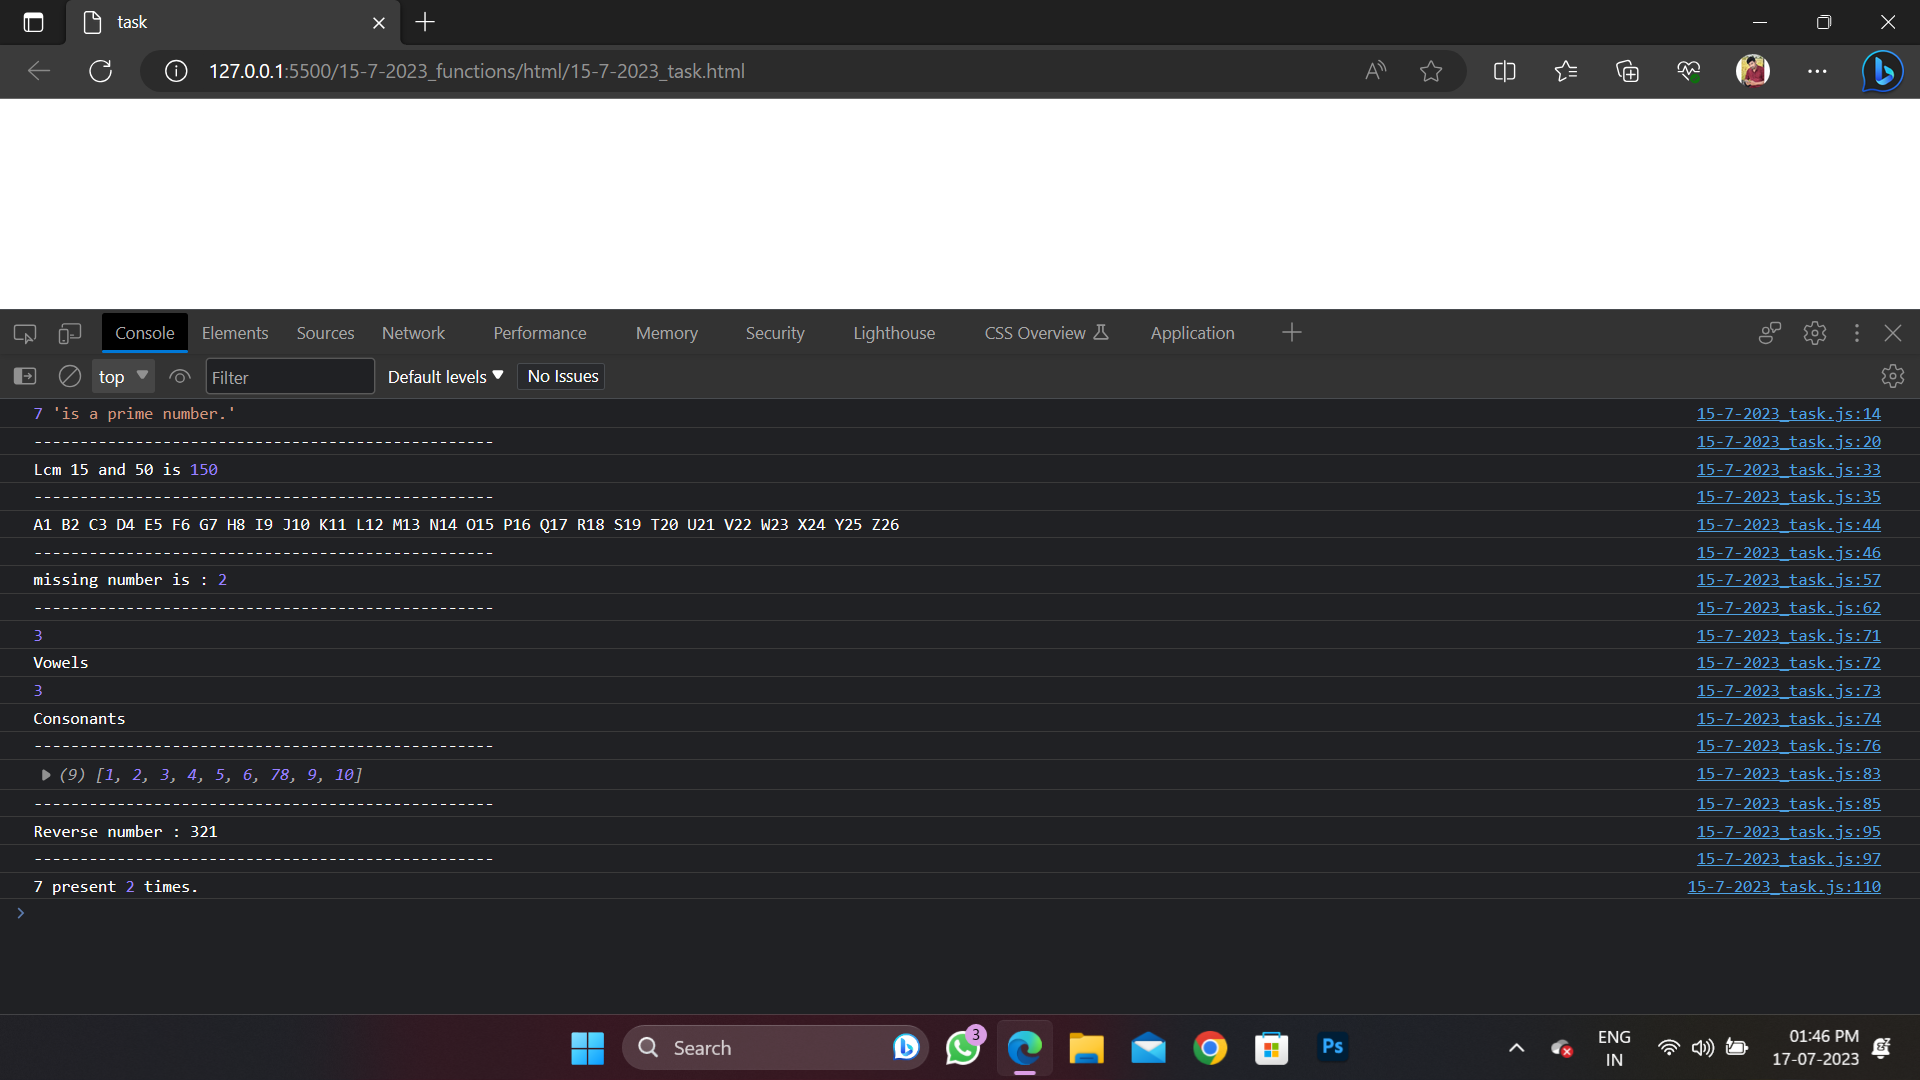 task
127.0.0.1:5500/15-7-2023_functions/html/15-7-2023_task.html
Console Elements Sources Network Performance Memory Security Lighthouse CSS Overview Application
top Filter Default levels No Issues
7 'is a prime number.' 15-7-2023_task.js:14
-------------------------------------------------- 15-7-2023_task.js:20
Lcm 15 and 50 is 150 15-7-2023_task.js:33
-------------------------------------------------- 15-7-2023_task.js:35
A1 B2 C3 D4 E5 F6 G7 H8 I9 J10 K11 L12 M13 N14 O15 P16 Q17 R18 S19 T20 U21 V22 W23 X24 Y25 Z26 15-7-2023_task.js:44
-------------------------------------------------- 15-7-2023_task.js:46
missing number is : 2 15-7-2023_task.js:57
-------------------------------------------------- 15-7-2023_task.js:62
3 15-7-2023_task.js:71
Vowels 15-7-2023_task.js:72
3 15-7-2023_task.js:73
Consonants 15-7-2023_task.js:74
-------------------------------------------------- 15-7-2023_task.js:76
(9) [1, 2, 3, 4, 5, 6, 78, 9, 10] 15-7-2023_task.js:83
-------------------------------------------------- 15-7-2023_task.js:85
Reverse number : 321 15-7-2023_task.js:95
-------------------------------------------------- 15-7-2023_task.js:97
7 present 2 times. 15-7-2023_task.js:110
Search 3 Ps ENG 01:46 PM
IN 17-07-2023